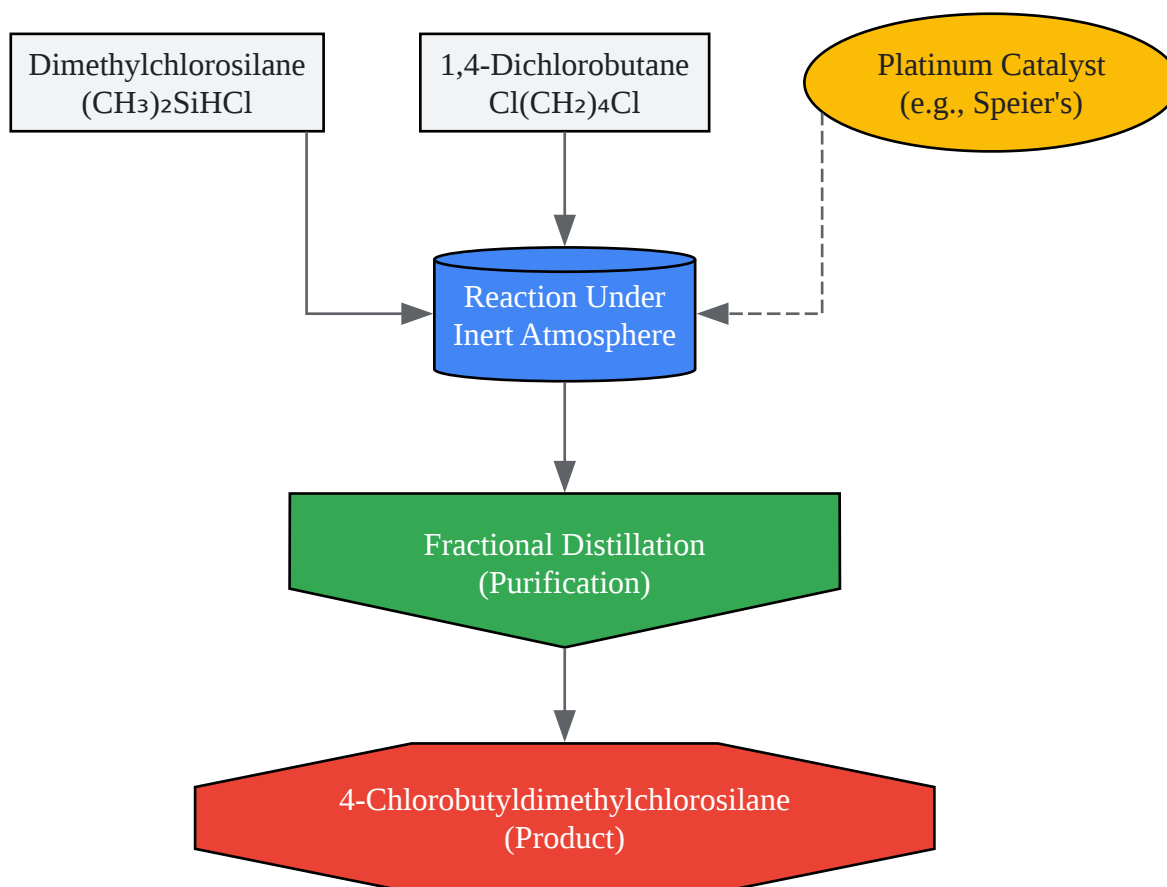 Dimethylchlorosilane
(CH₃)₂SiHCl
1,4-Dichlorobutane
Cl(CH₂)₄Cl
Platinum Catalyst
(e.g., Speier's)
Reaction Under
Inert Atmosphere
Fractional Distillation
(Purification)
4-Chlorobutyldimethylchlorosilane
(Product)